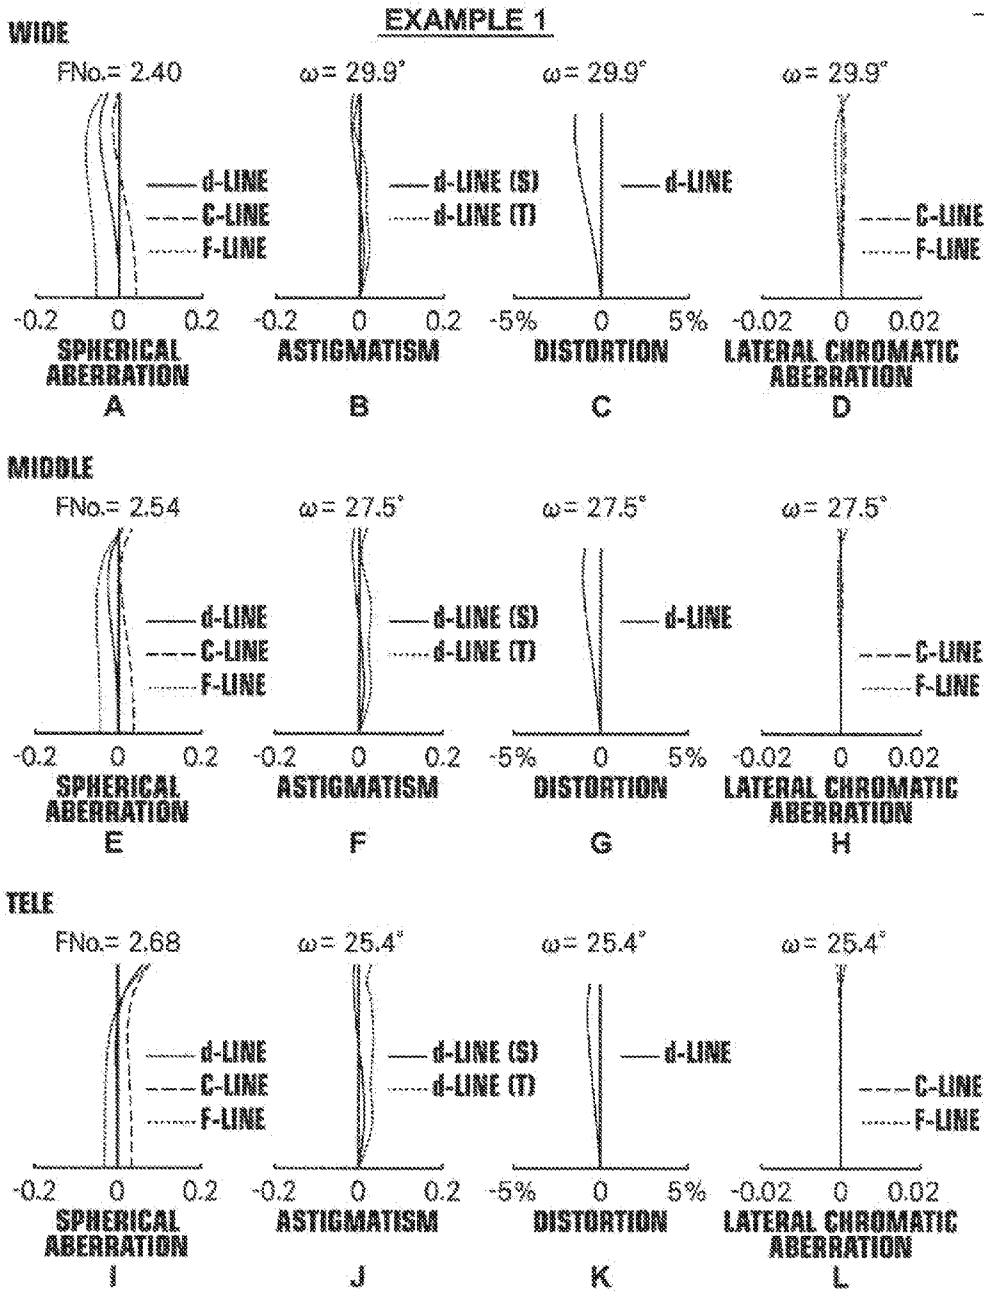 EXAMPLE 1
WIDE
FNo.= 2.40
ω= 29.9°
ω= 29.9°
ω= 29.9°
d-LINE
C-LINE
F-LINE
d-LINE (S)
d-LINE (T)
d-LINE
C-LINE
F-LINE
-0.2 0 0.2
-0.2 0 0.2
-5% 0 5%
-0.02 0 0.02
SPHERICAL
ABERRATION
ASTIGMATISM
DISTORTION
LATERAL CHROMATIC
ABERRATION
A
B
C
D
MIDDLE
FNo.= 2.54
ω= 27.5°
ω= 27.5°
ω= 27.5°
d-LINE
C-LINE
F-LINE
d-LINE (S)
d-LINE (T)
d-LINE
C-LINE
F-LINE
-0.2 0 0.2
-0.2 0 0.2
-5% 0 5%
-0.02 0 0.02
SPHERICAL
ABERRATION
ASTIGMATISM
DISTORTION
LATERAL CHROMATIC
ABERRATION
E
F
G
H
TELE
FNo.= 2.68
ω= 25.4°
ω= 25.4°
ω= 25.4°
d-LINE
C-LINE
F-LINE
d-LINE (S)
d-LINE (T)
d-LINE
C-LINE
F-LINE
-0.2 0 0.2
-0.2 0 0.2
-5% 0 5%
-0.02 0 0.02
SPHERICAL
ABERRATION
ASTIGMATISM
DISTORTION
LATERAL CHROMATIC
ABERRATION
I
J
K
L